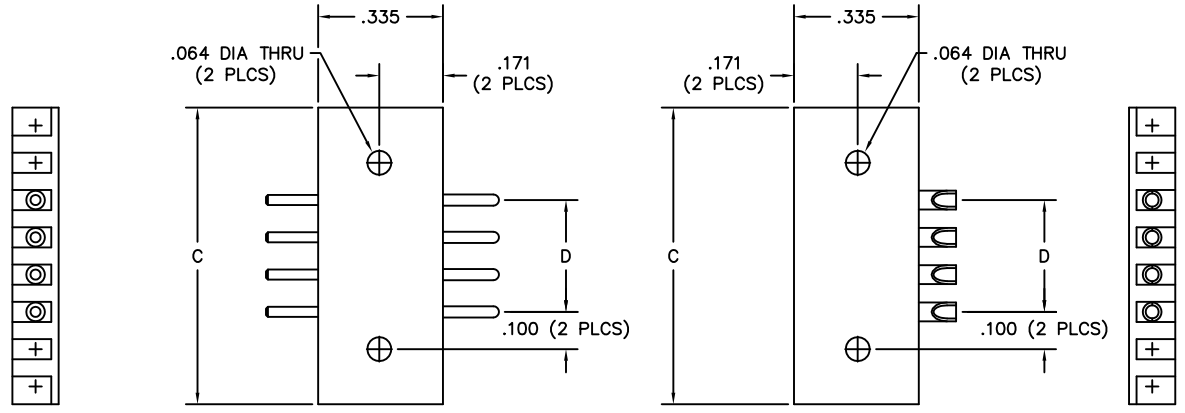 .335
.335
.064 DIA THRU
(2 PLCS)
.171
(2 PLCS)
.171
(2 PLCS)
.064 DIA THRU
(2 PLCS)
C
D
C
D
.100 (2 PLCS)
.100 (2 PLCS)